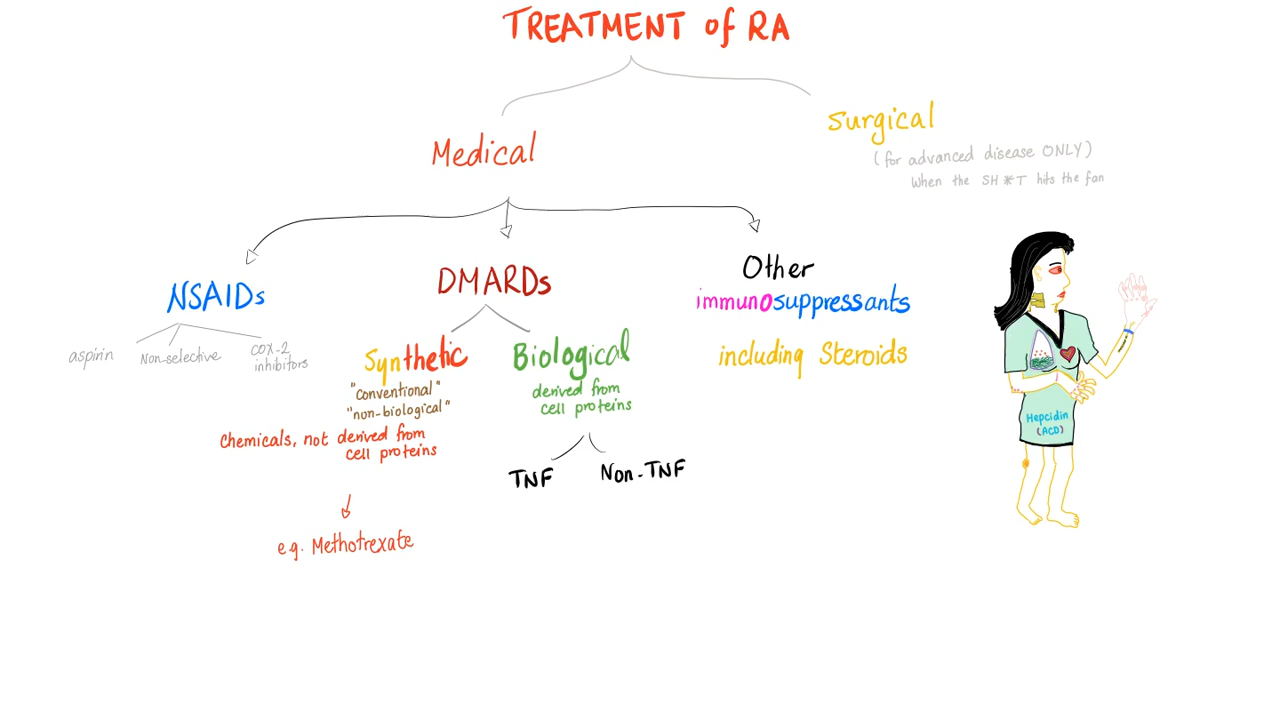 TREATMENT of RA
Surgical
(for advanced disease ONLY)
When the SH*T hits the fan
Medical
NSAIDs
aspirin
Non-selective
COX-2
inhibitors
DMARDs
Synthetic
"conventional"
"non-biological"
Chemicals, not derived from
cell proteins
e.g. Methotrexate
Biological
derived from
cell proteins
TNF
Non-TNF
Other
immunosuppressants
including Steroids
Hepcidin
(ACD)